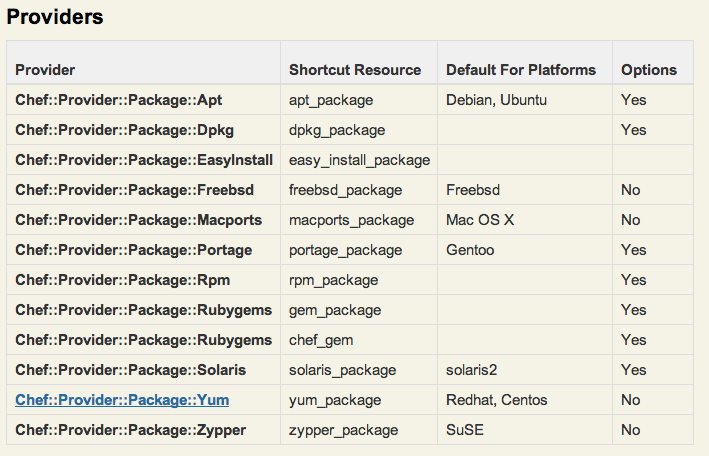 Providers
Provider Shortcut Resource Default For Platforms Options
Chef::Provider::Package::Apt apt_package Debian, Ubuntu Yes
Chef::Provider::Package::Dpkg dpkg_package Yes
Chef::Provider::Package::EasyInstall easy_install_package
Chef::Provider::Package::Freebsd freebsd_package Freebsd No
Chef::Provider::Package::Macports macports_package Mac OS X No
Chef::Provider::Package::Portage portage_package Gentoo Yes
Chef::Provider::Package::Rpm rpm_package Yes
Chef::Provider::Package::Rubygems gem_package Yes
Chef::Provider::Package::Rubygems chef_gem Yes
Chef::Provider::Package::Solaris solaris_package solaris2 Yes
Chef::Provider::Package::Yum yum_package Redhat, Centos No
Chef::Provider::Package::Zypper zypper_package SuSE No